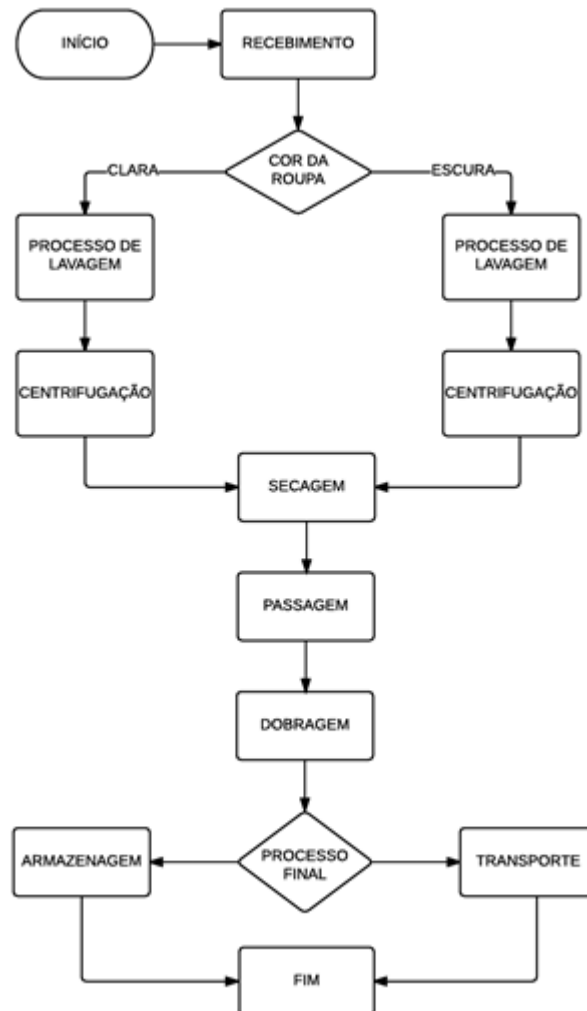 INÍCIO
RECEBIMENTO
COR DA
ROUPA
CLARA
ESCURA
PROCESSO DE
LAVAGEM
PROCESSO DE
LAVAGEM
CENTRIFUGAÇÃO
CENTRIFUGAÇÃO
SECAGEM
PASSAGEM
DOBRAGEM
PROCESSO
FINAL
ARMAZENAGEM
TRANSPORTE
FIM